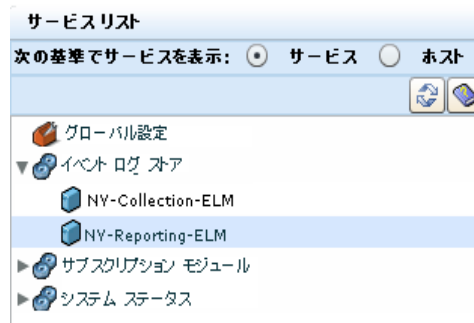 サービス リスト
次の基準でサービスを表示: サービス ホスト
グローバル設定
イベント ログ ストア
NY-Collection-ELM
NY-Reporting-ELM
サブスクリプション モジュール
システム ステータス